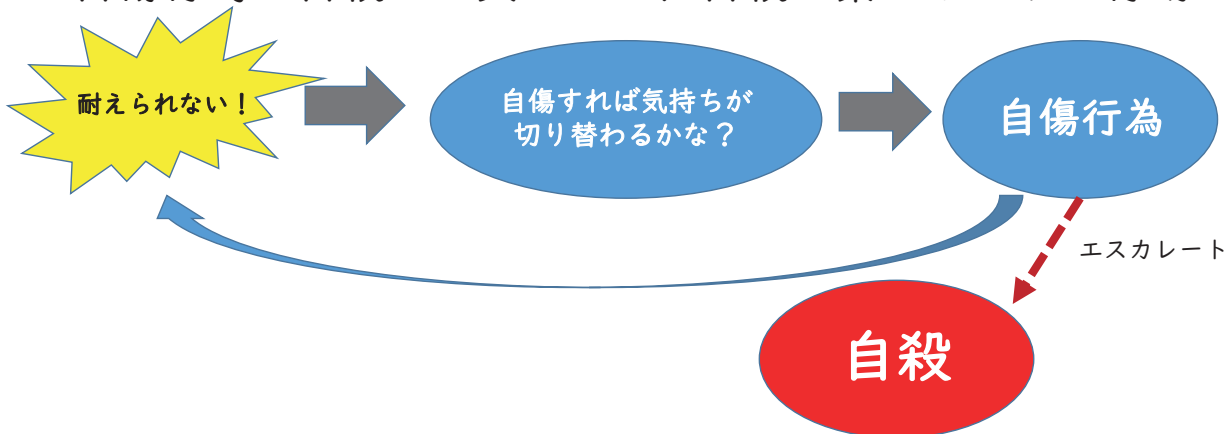 耐えられない！
自傷すれば気持ちが
切り替わるかな？
自傷行為
エスカレート
自殺